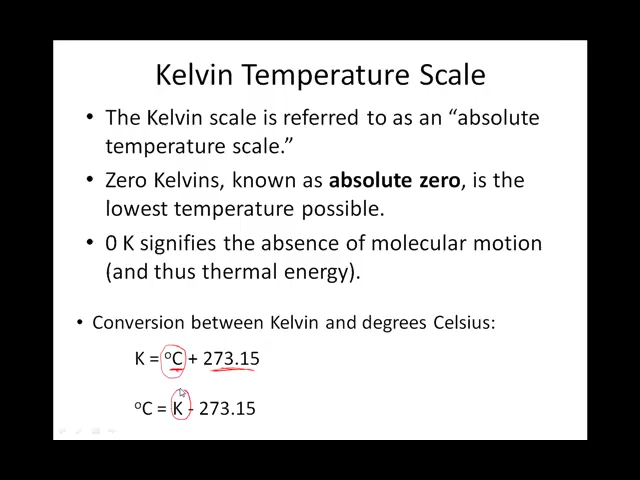 Kelvin Temperature Scale
• The Kelvin scale is referred to as an “absolute
temperature scale.”
• Zero Kelvins, known as absolute zero, is the
lowest temperature possible.
• 0 K signifies the absence of molecular motion
(and thus thermal energy).
• Conversion between Kelvin and degrees Celsius:
K = ºC + 273.15
ºC = K - 273.15